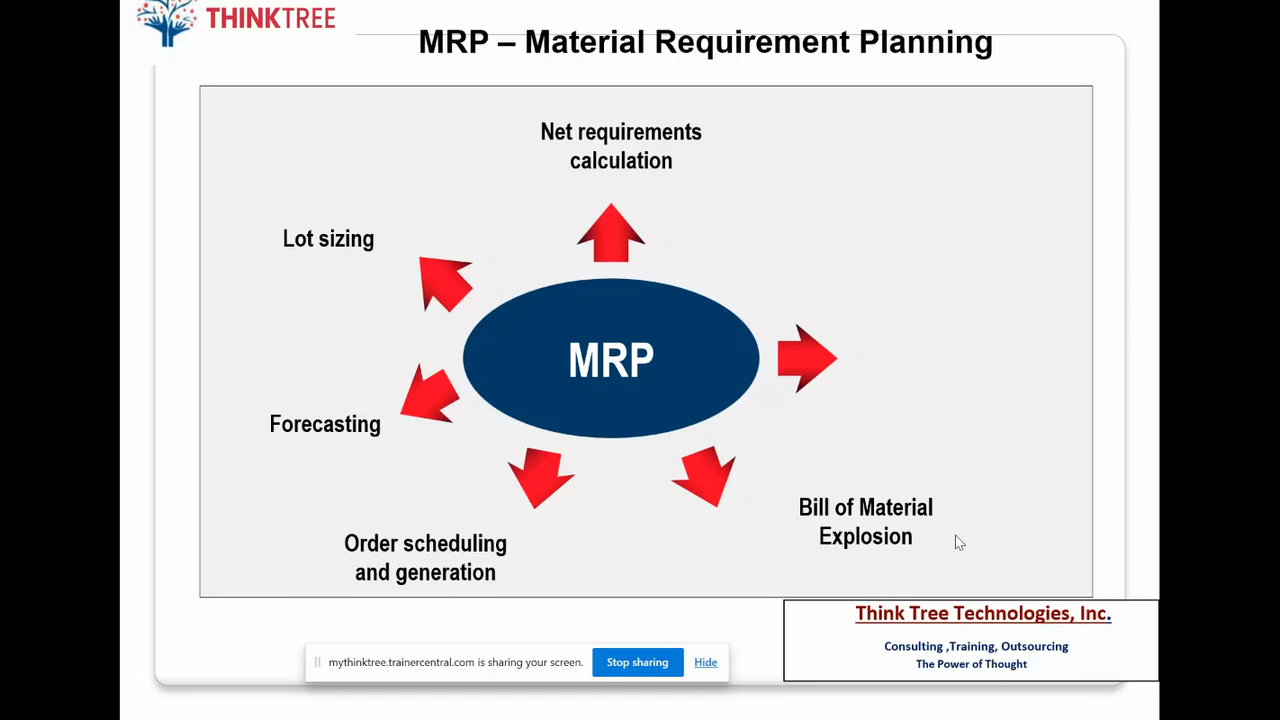 THINKTREE
MRP – Material Requirement Planning
Net requirements
calculation
Lot sizing
MRP
Forecasting
Bill of Material
Explosion
Order scheduling
and generation
Think Tree Technologies, Inc.
Consulting ,Training, Outsourcing
The Power of Thought
mythinktree.trainercentral.com is sharing your screen.
Stop sharing
Hide